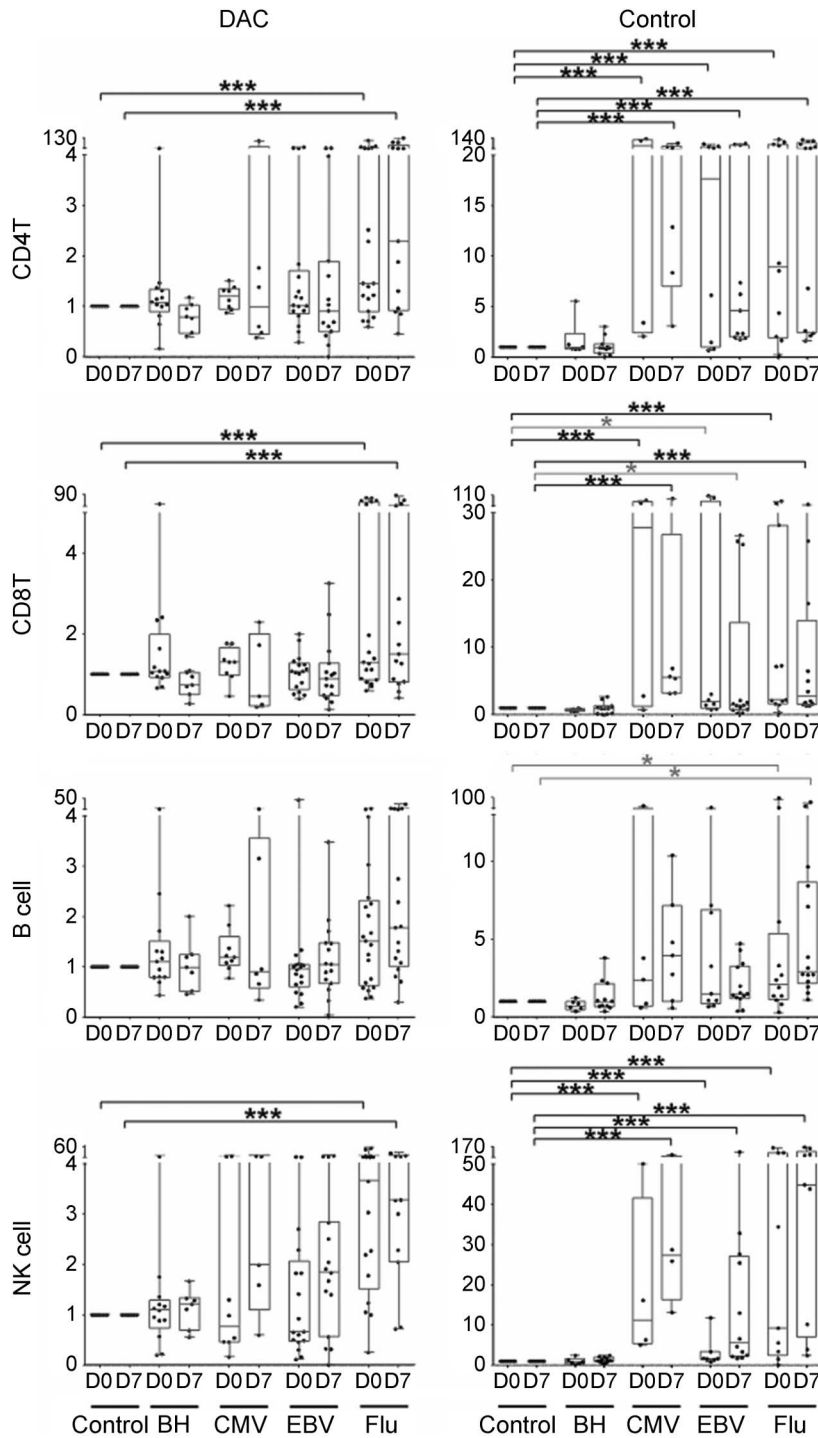 DAC Control
*** *** *** *** *** *** *** ***
CD4T
130 4 3 2 1 0
D0 D7 D0 D7 D0 D7 D0 D7 D0 D7
140 20 15 10 5 0
D0 D7 D0 D7 D0 D7 D0 D7 D0 D7
*** *** *** * *** *** * ***
CD8T
90 4 2 0
D0 D7 D0 D7 D0 D7 D0 D7 D0 D7
110 30 20 10 0
D0 D7 D0 D7 D0 D7 D0 D7 D0 D7
* *
B cell
50 4 3 2 1 0
D0 D7 D0 D7 D0 D7 D0 D7 D0 D7
100 10 5 0
D0 D7 D0 D7 D0 D7 D0 D7 D0 D7
*** *** *** *** *** *** ***
NK cell
60 4 3 2 1 0
D0 D7 D0 D7 D0 D7 D0 D7 D0 D7
170 50 40 30 20 10 0
D0 D7 D0 D7 D0 D7 D0 D7 D0 D7
Control BH CMV EBV Flu Control BH CMV EBV Flu